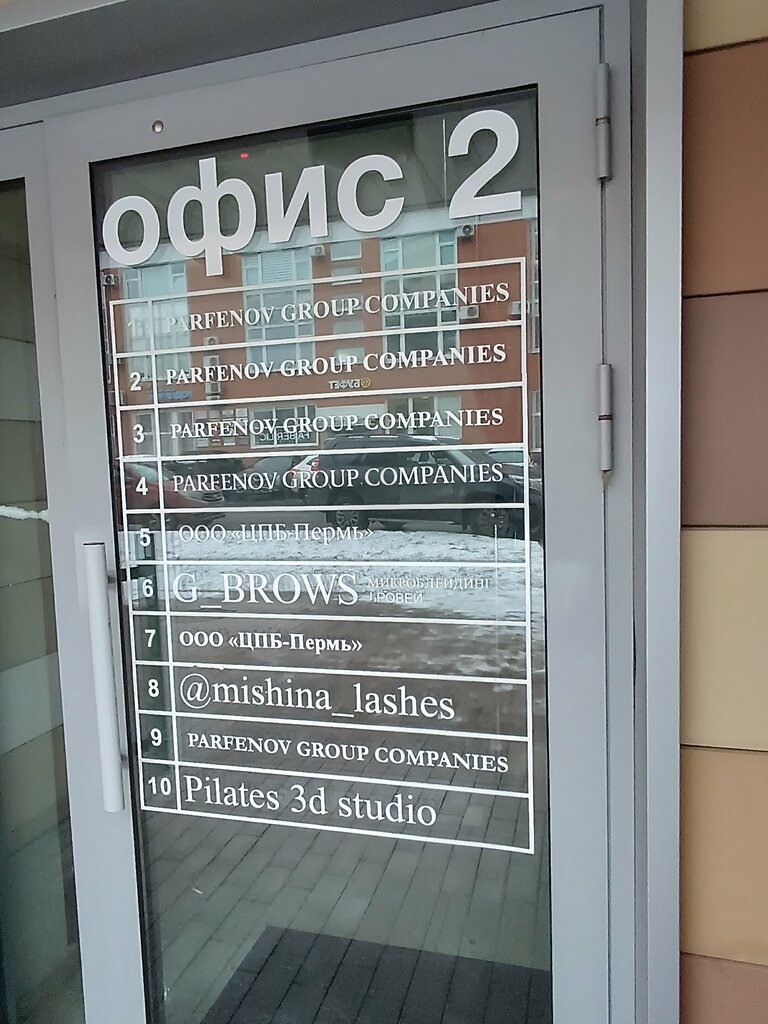 офис 2
1 PARFENOV GROUP COMPANIES
2 PARFENOV GROUP COMPANIES
3 PARFENOV GROUP COMPANIES
4 PARFENOV GROUP COMPANIES
5 ООО «ЦПБ-Пермь»
6 G_BROWS МИКРОБЛЕЙДИНГ
БРОВЕЙ
7 ООО «ЦПБ-Пермь»
8 @mishina_lashes
9 PARFENOV GROUP COMPANIES
10 Pilates 3d studio
БУФЕТ
FABERLIC